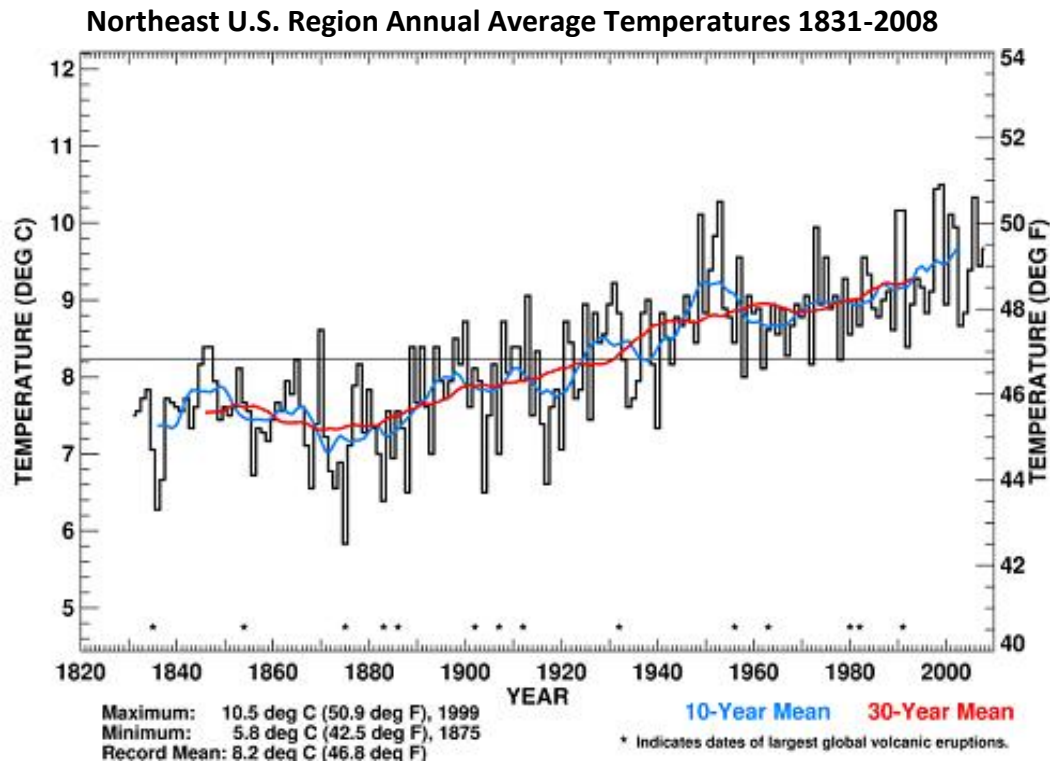 Northeast U.S. Region Annual Average Temperatures 1831-2008
12
11
10
9
8
7
6
5
TEMPERATURE (DEG C)
54
52
50
48
46
44
42
40
TEMPERATURE (DEG F)
* * * * * * * * * * * * * *
1820 1840 1860 1880 1900 1920 1940 1960 1980 2000
YEAR
Maximum: 10.5 deg C (50.9 deg F), 1999
Minimum: 5.8 deg C (42.5 deg F), 1875
Record Mean: 8.2 deg C (46.8 deg F)
10-Year Mean 30-Year Mean
* Indicates dates of largest global volcanic eruptions.